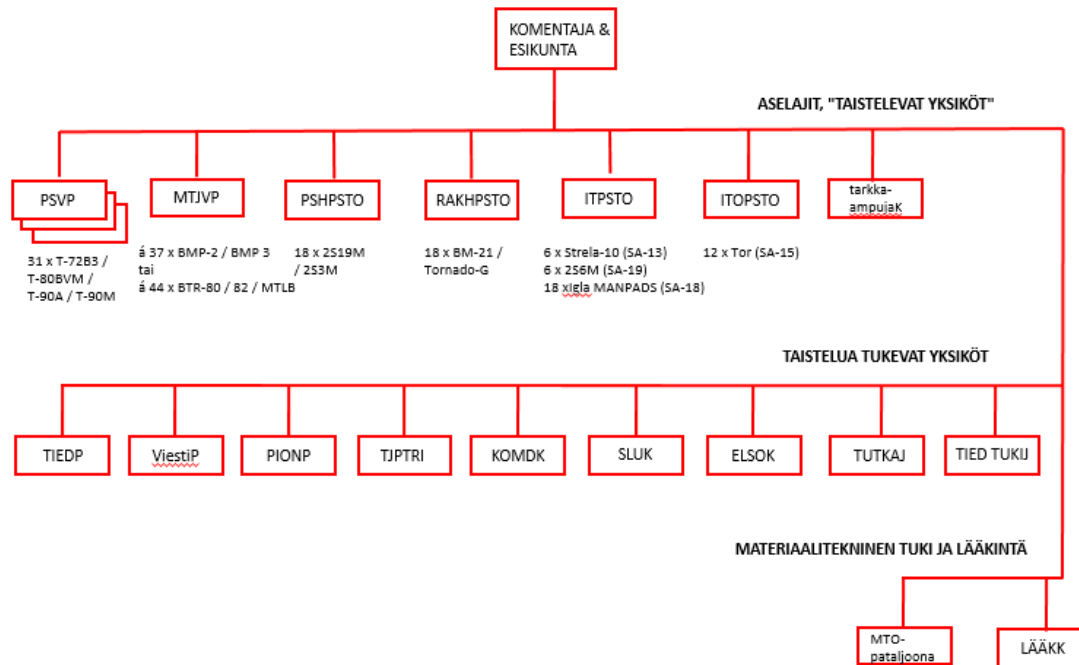 KOMENTAJA &
ESIKUNTA
ASELAJIT, "TAISTELEVAT YKSIKÖT"
PSVP
MTJVP
PSHPSTO
RAKHPSTO
ITPSTO
ITOPSTO
tarkka-
ampujaK
31 x T-72B3 /
T-80BVM /
T-90A / T-90M
á 37 x BMP-2 / BMP 3
tai
á 44 x BTR-80 / 82 / MTLB
18 x 2S19M
/ 2S3M
18 x BM-21 /
Tornado-G
6 x Strela-10 (SA-13)
6 x 2S6M (SA-19)
18 xIgla MANPADS (SA-18)
12 x Tor (SA-15)
TAISTELUA TUKEVAT YKSIKÖT
TIEDP
ViestiP
PIONP
TJPTRI
KOMDK
SLUK
ELSOK
TUTKAJ
TIED TUKIJ
MATERIAALITEKNINEN TUKI JA LÄÄKINTÄ
MTO-
pataljoona
LÄÄKK